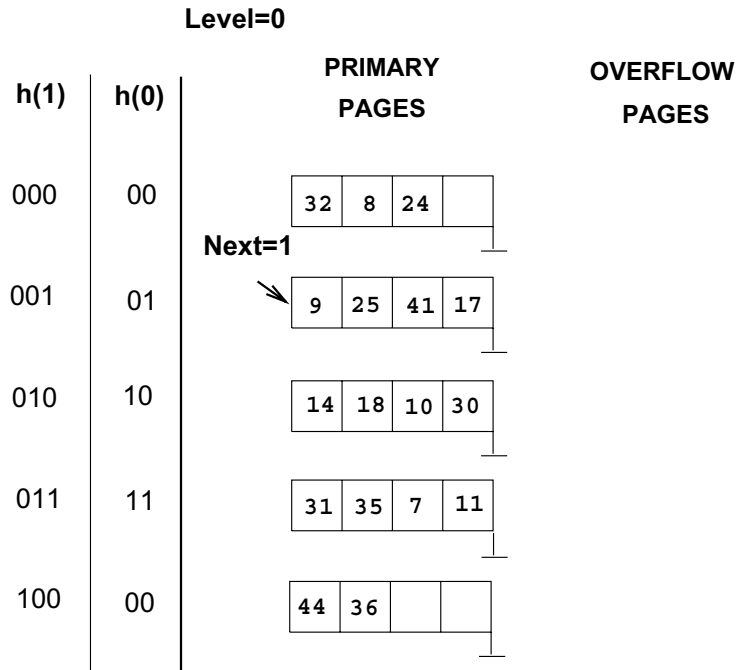 Level=0
h(1) h(0) PRIMARY PAGES OVERFLOW PAGES
000 00 32 8 24
Next=1
001 01 9 25 41 17
010 10 14 18 10 30
011 11 31 35 7 11
100 00 44 36